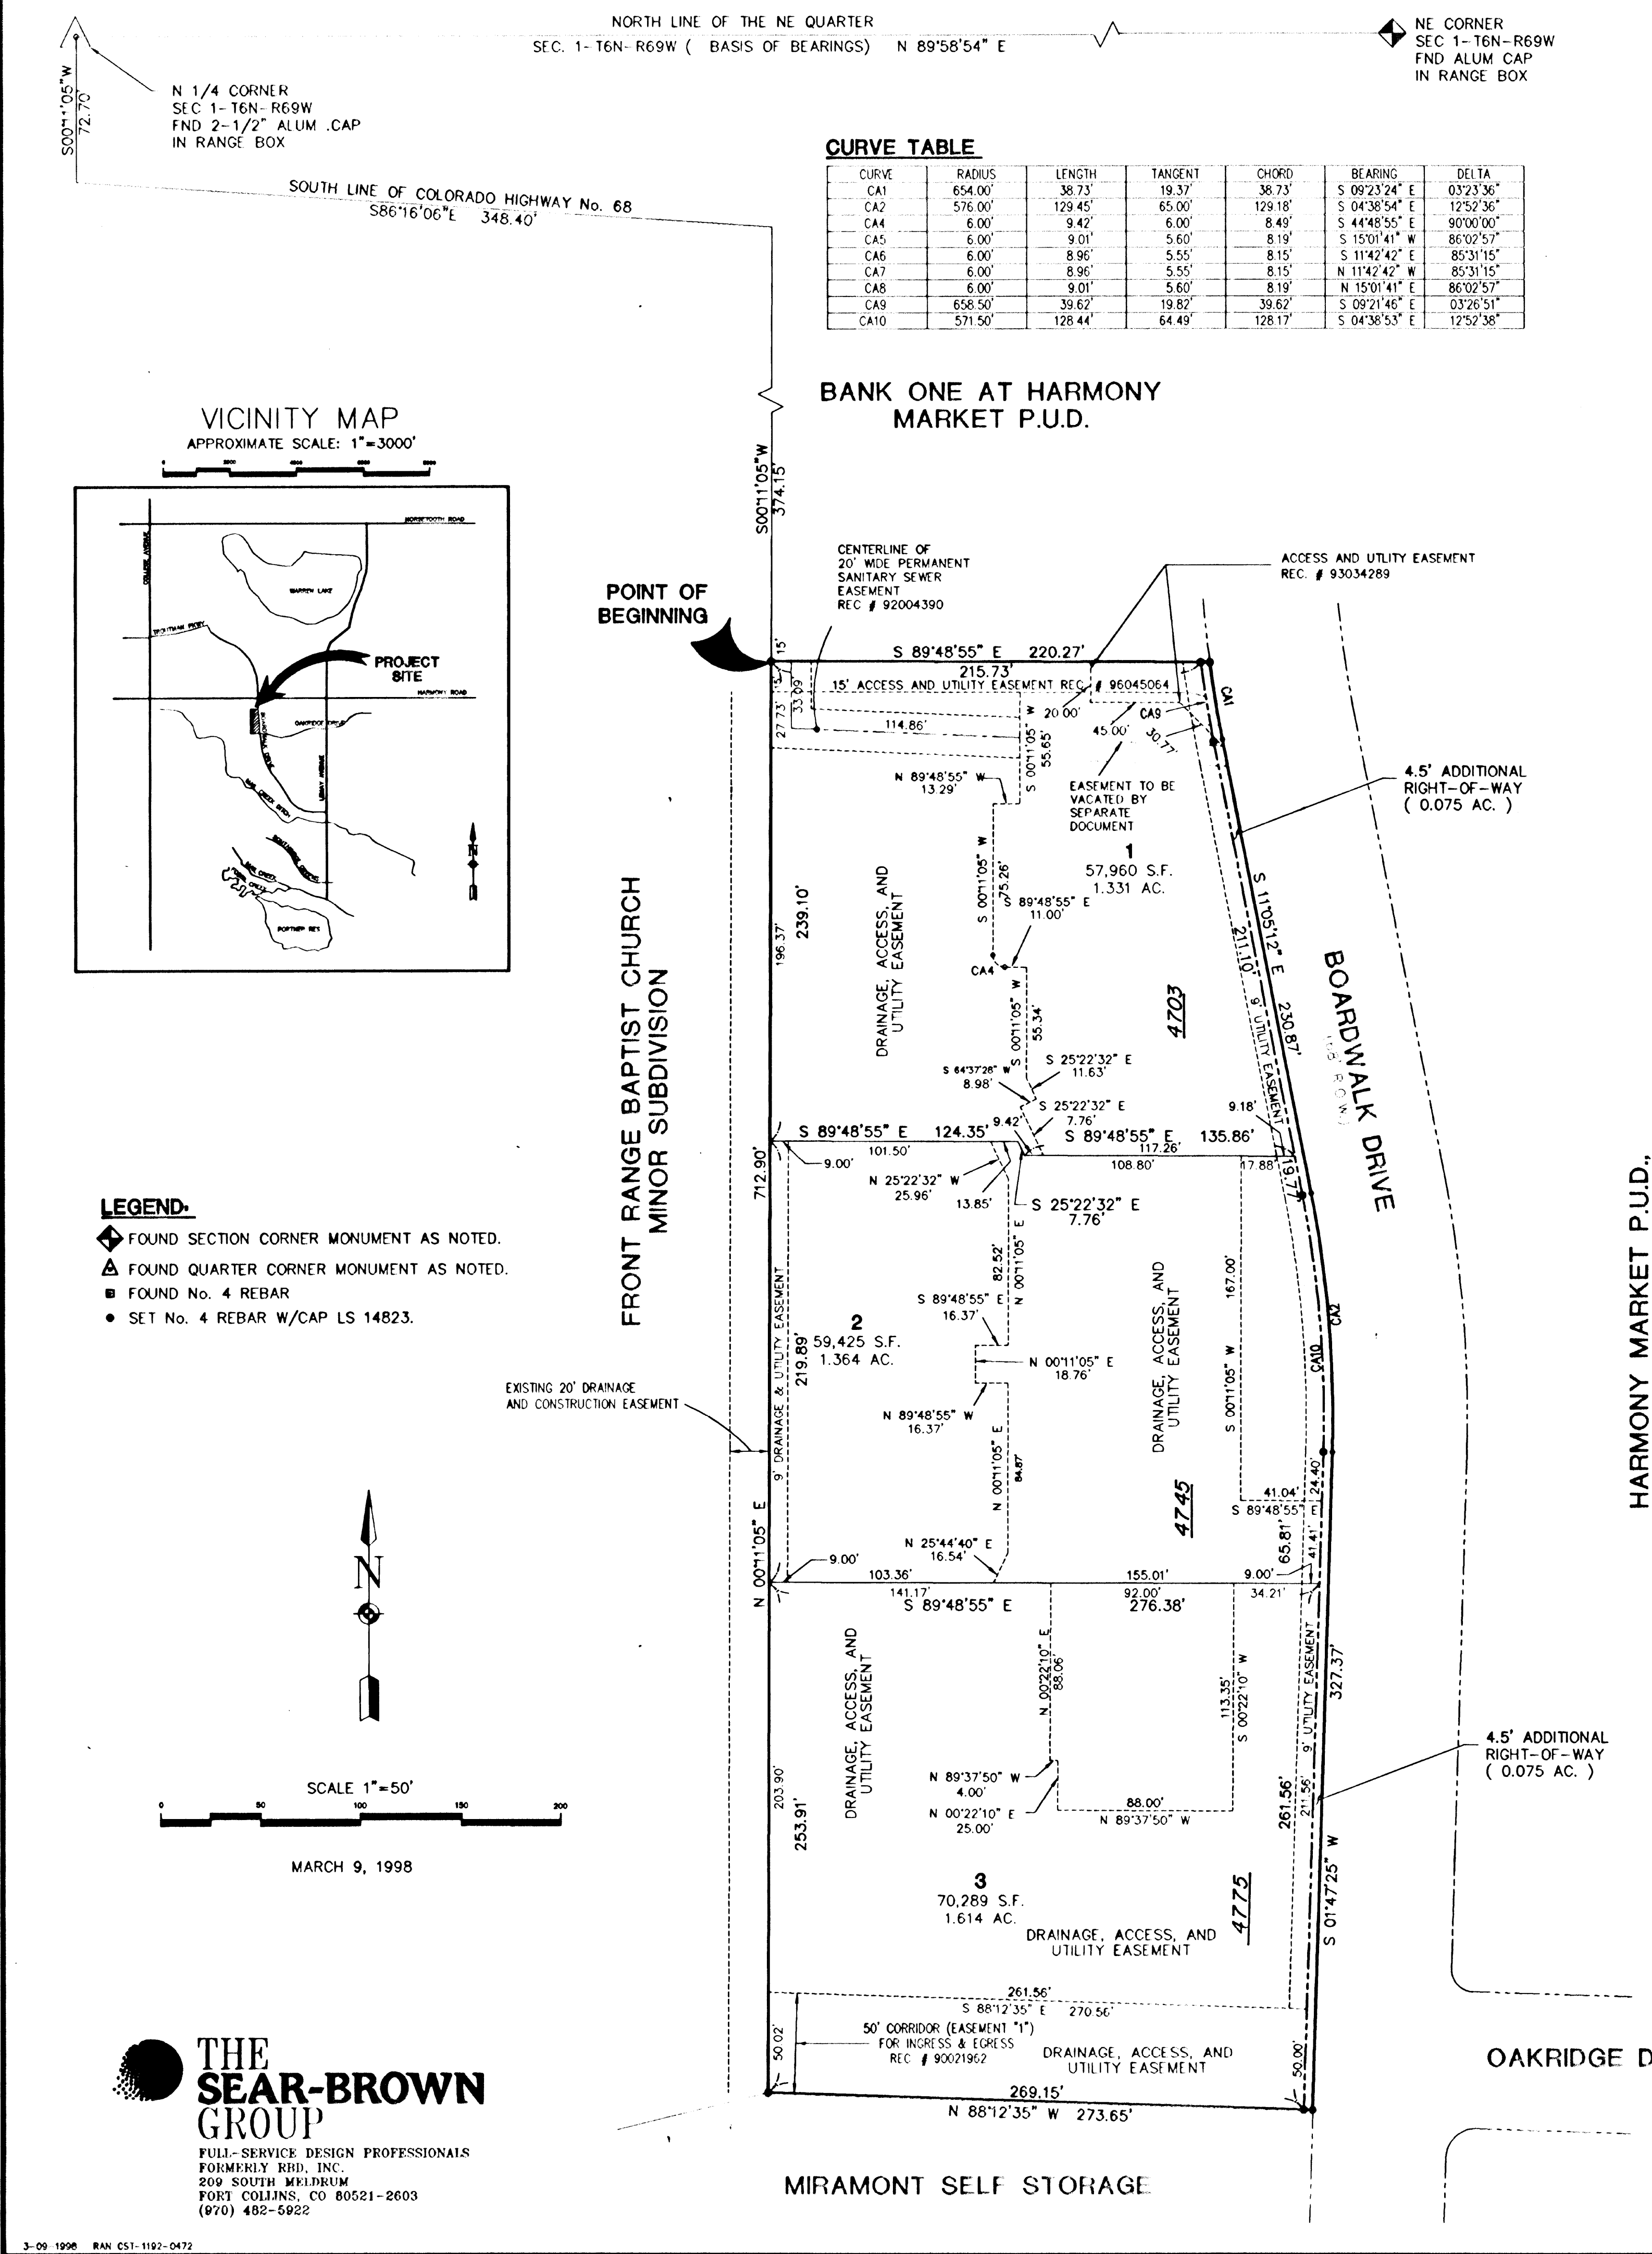 NORTH LINE OF THE NE QUARTER
SEC. 1-T6N-R69W ( BASIS OF BEARINGS) N 89°58'54" E
NE CORNER
SEC 1-T6N-R69W
FND ALUM CAP
IN RANGE BOX
N 1/4 CORNER
SEC 1-T6N-R69W
FND 2-1/2" ALUM .CAP
IN RANGE BOX
S00°11'05"W
72.70'
SOUTH LINE OF COLORADO HIGHWAY No. 68
S86°16'06"E 348.40'
CURVE TABLE
CURVE RADIUS LENGTH TANGENT CHORD BEARING DELTA
CA1 654.00' 38.73' 19.37' 38.73' S 09°23'24" E 03°23'36"
CA2 576.00' 129.45' 65.00' 129.18' S 04°38'54" E 12°52'36"
CA4 6.00' 9.42' 6.00' 8.49' S 44°48'55" E 90°00'00"
CA5 6.00' 9.01' 5.60' 8.19' S 15°01'41" W 86°02'57"
CA6 6.00' 8.96' 5.55' 8.15' S 11°42'42" E 85°31'15"
CA7 6.00' 8.96' 5.55' 8.15' N 11°42'42" W 85°31'15"
CA8 6.00' 9.01' 5.60' 8.19' N 15°01'41" E 86°02'57"
CA9 658.50' 39.62' 19.82' 39.62' S 09°21'46" E 03°26'51"
CA10 571.50' 128.44' 64.49' 128.17' S 04°38'53" E 12°52'38"
BANK ONE AT HARMONY
MARKET P.U.D.
VICINITY MAP
APPROXIMATE SCALE: 1"=3000'
HORSETOOTH ROAD
COLLEGE AVENUE
WARREN LAKE
TROUTMAN PKWY
PROJECT
SITE
HARMONY ROAD
OAKRIDGE DRIVE
BOARDWALK DRIVE
LEMAY AVENUE
MAIL CREEK DITCH
MAIL CREEK
PORTNER RES
N
S00°11'05"W
374.15'
CENTERLINE OF
20' WIDE PERMANENT
SANITARY SEWER
EASEMENT
REC # 92004390
ACCESS AND UTLITY EASEMENT
REC. # 93034289
POINT OF
BEGINNING
S 89°48'55" E 220.27'
215.73'
15' ACCESS AND UTILITY EASEMENT REC # 96045064
15'
15'
27.73'
33.09
114.86'
20.00'
45.00'
30.77'
CA9
CA1
S 00°11'05" W
55.65'
N 89°48'55" W
13.29'
EASEMENT TO BE
VACATED BY
SEPARATE
DOCUMENT
4.5' ADDITIONAL
RIGHT-OF-WAY
( 0.075 AC. )
1
57,960 S.F.
1.331 AC.
S 00°11'05" W
75.26'
S 89°48'55" E
11.00'
CA4
DRAINAGE, ACCESS, AND
UTILITY EASEMENT
196.37'
239.10'
S 00°11'05" W
55.34'
4703
S 11°05'12" E 230.87'
211.10'
9' UTILITY EASEMENT
BOARDWALK DRIVE
FRONT RANGE BAPTIST CHURCH
MINOR SUBDIVISION
S 64°37'28" W
8.98'
S 25°22'32" E
11.63'
S 25°22'32" E
7.76'
9.42'
9.18'
S 89°48'55" E 124.35'
101.50'
S 89°48'55" E 135.86'
117.26'
108.80'
17.88'
19.77'
9.00'
N 25°22'32" W
25.96'
13.85'
S 25°22'32" E
7.76'
712.90'
LEGEND.
FOUND SECTION CORNER MONUMENT AS NOTED.
FOUND QUARTER CORNER MONUMENT AS NOTED.
FOUND No. 4 REBAR
SET No. 4 REBAR W/CAP LS 14823.
HARMONY MARKET P.U.D.,
82.52'
N 00°11'05" E
S 89°48'55" E
16.37'
2
59,425 S.F.
1.364 AC.
N 00°11'05" E
18.76'
N 89°48'55" W
16.37'
N 00°11'05" E
84.87'
219.89'
9' DRAINAGE & UTILITY EASEMENT
EXISTING 20' DRAINAGE
AND CONSTRUCTION EASEMENT
DRAINAGE, ACCESS, AND
UTILITY EASEMENT
167.00'
S 00°11'05" W
CA2
CA10
4745
41.04'
S 89°48'55" E
24.40'
65.81'
41.41'
N 25°44'40" E
16.54'
N 00°11'05" E
9.00'
103.36'
155.01'
9.00'
141.17'
92.00'
34.21'
S 89°48'55" E
276.38'
N
SCALE 1"=50'
0 50 100 150 200
MARCH 9, 1998
DRAINAGE, ACCESS, AND
UTILITY EASEMENT
N 00°22'10" E
88.06'
113.35'
S 00°22'10" W
9' UTILITY EASEMENT
327.37'
N 89°37'50" W
4.00'
N 00°22'10" E
25.00'
88.00'
N 89°37'50" W
203.90'
253.91'
261.56'
211.56'
4.5' ADDITIONAL
RIGHT-OF-WAY
( 0.075 AC. )
S 01°47'25" W
3
70,289 S.F.
1.614 AC.
4775
DRAINAGE, ACCESS, AND
UTILITY EASEMENT
261.56'
S 88°12'35" E 270.56'
50' CORRIDOR (EASEMENT "1")
FOR INGRESS & EGRESS
REC # 90021962
DRAINAGE, ACCESS, AND
UTILITY EASEMENT
50.02'
50.00'
269.15'
N 88°12'35" W 273.65'
OAKRIDGE D
MIRAMONT SELF STORAGE
THE
SEAR-BROWN
GROUP
FULL-SERVICE DESIGN PROFESSIONALS
FORMERLY RBD, INC.
209 SOUTH MELDRUM
FORT COLLINS, CO 80521-2603
(970) 482-5922
3-09-1998 RAN CST-1192-0472